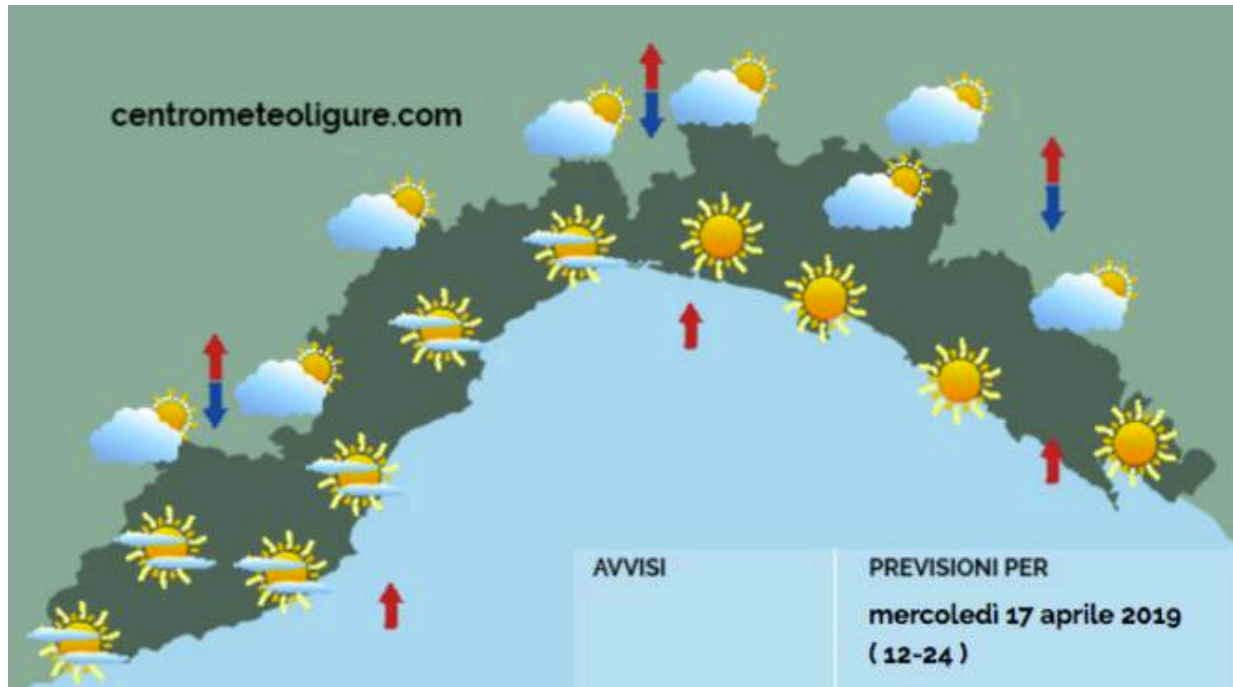 centrometeoligure.com
AVVISI
PREVISIONI PER
mercoledì 17 aprile 2019
( 12-24 )